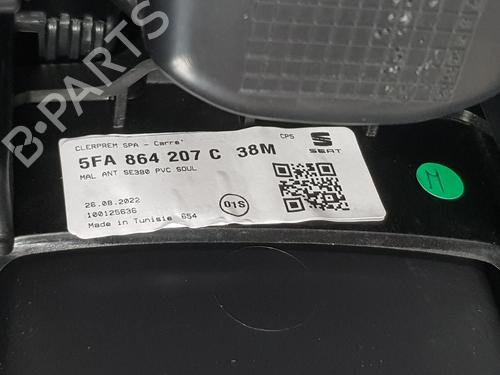 B-PARTS
CLERPREM SPA - Carre'
CPS
5FA 864 207 C 38M
SEAT
MAL ANT SE380 PVC SOUL
26.08.2022
100125636
Made in Tunisie 654
01S
M